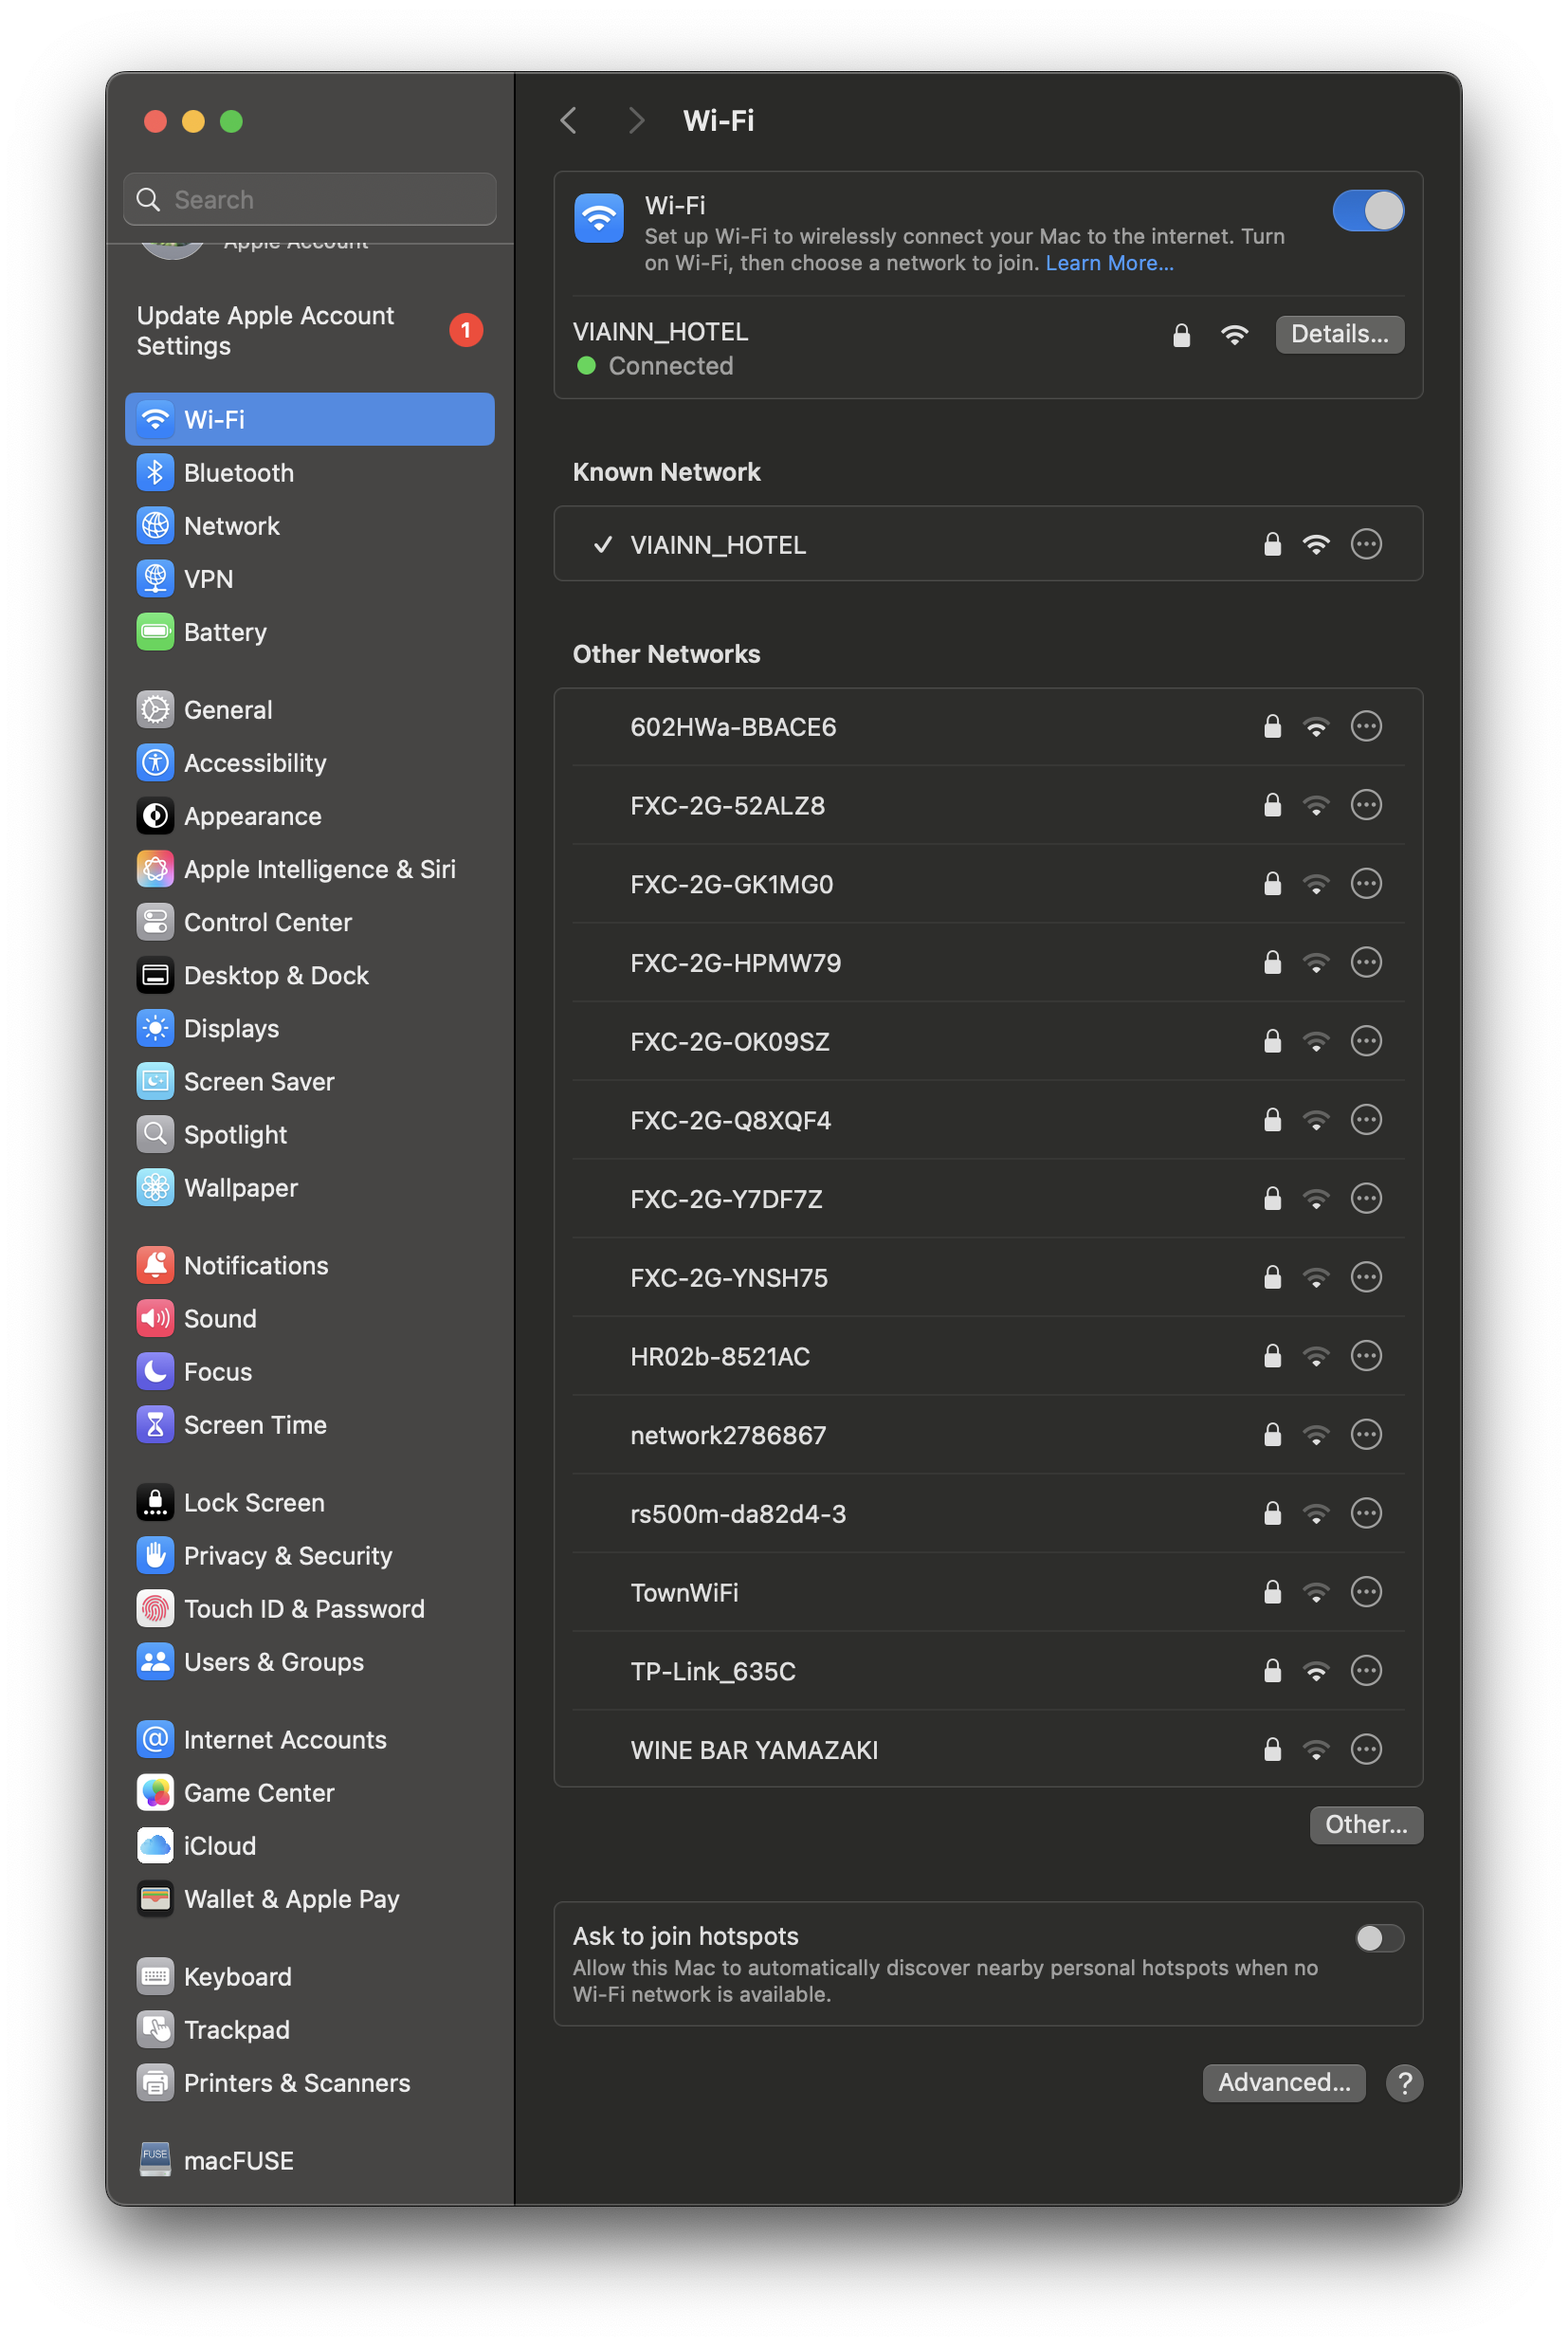 Search
Apple Account
Update Apple Account
Settings
1
Wi-Fi
Bluetooth
Network
VPN
Battery
General
Accessibility
Appearance
Apple Intelligence & Siri
Control Center
Desktop & Dock
Displays
Screen Saver
Spotlight
Wallpaper
Notifications
Sound
Focus
Screen Time
Lock Screen
Privacy & Security
Touch ID & Password
Users & Groups
Internet Accounts
Game Center
iCloud
Wallet & Apple Pay
Keyboard
Trackpad
Printers & Scanners
FUSE
macFUSE
Wi-Fi
Wi-Fi
Set up Wi-Fi to wirelessly connect your Mac to the internet. Turn
on Wi-Fi, then choose a network to join. Learn More...
VIAINN_HOTEL
Details...
Connected
Known Network
✓ VIAINN_HOTEL
Other Networks
602HWa-BBACE6
FXC-2G-52ALZ8
FXC-2G-GK1MG0
FXC-2G-HPMW79
FXC-2G-OK09SZ
FXC-2G-Q8XQF4
FXC-2G-Y7DF7Z
FXC-2G-YNSH75
HR02b-8521AC
network2786867
rs500m-da82d4-3
TownWiFi
TP-Link_635C
WINE BAR YAMAZAKI
Other...
Ask to join hotspots
Allow this Mac to automatically discover nearby personal hotspots when no
Wi-Fi network is available.
Advanced...
?